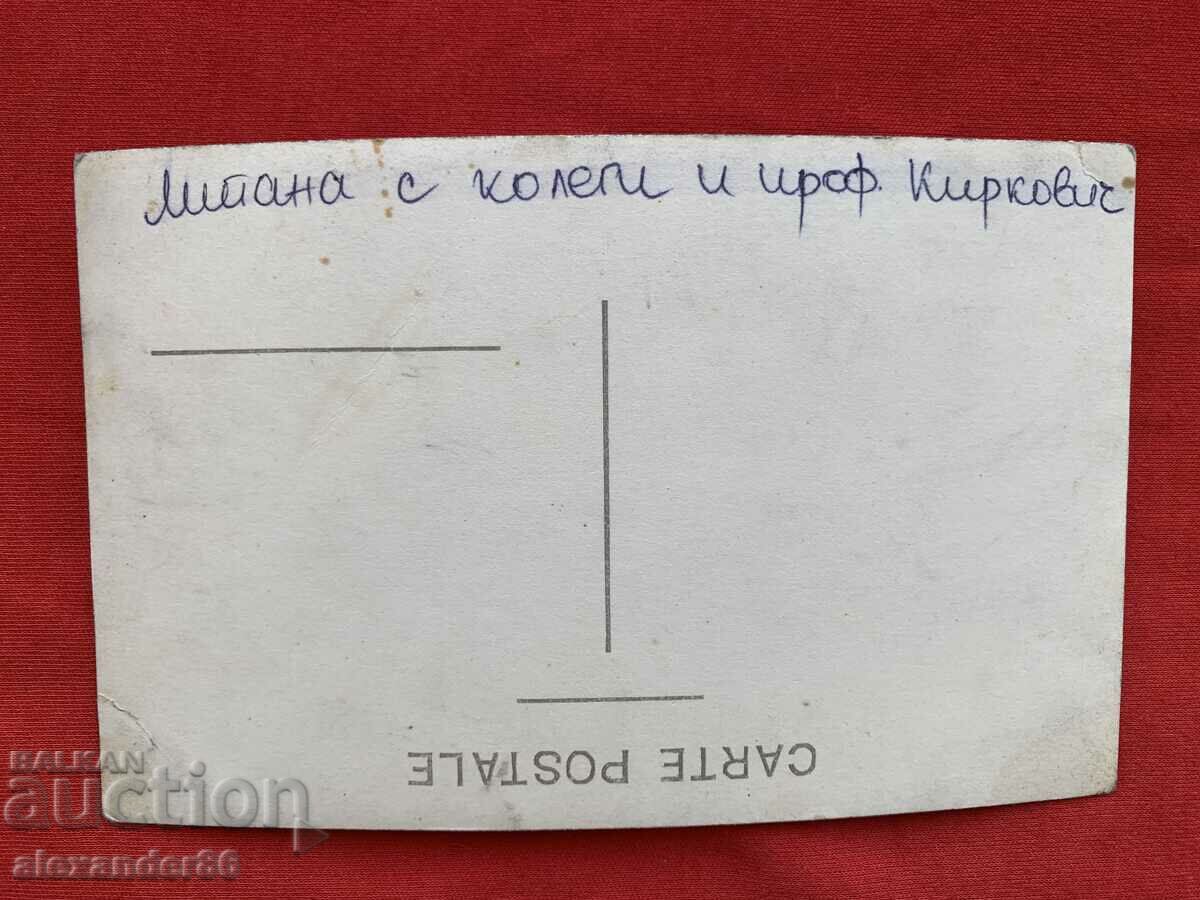 Митана с колеги и проф. Киркович
CARTE POSTALE
BALKAN
auction
alexander86